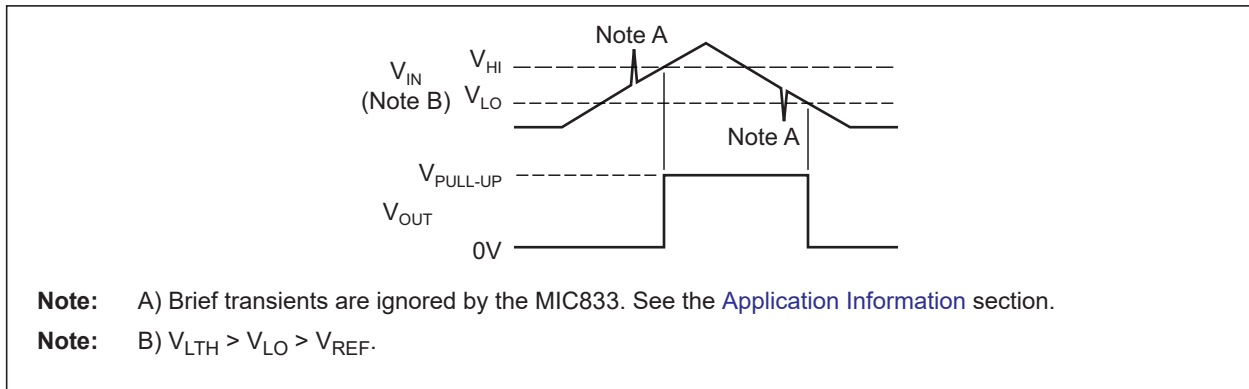 Note A
V_HI
V_IN
(Note B)
V_LO
Note A
V_PULL-UP
V_OUT
0V
Note: A) Brief transients are ignored by the MIC833. See the Application Information section.
Note: B) V_LTH > V_LO > V_REF.